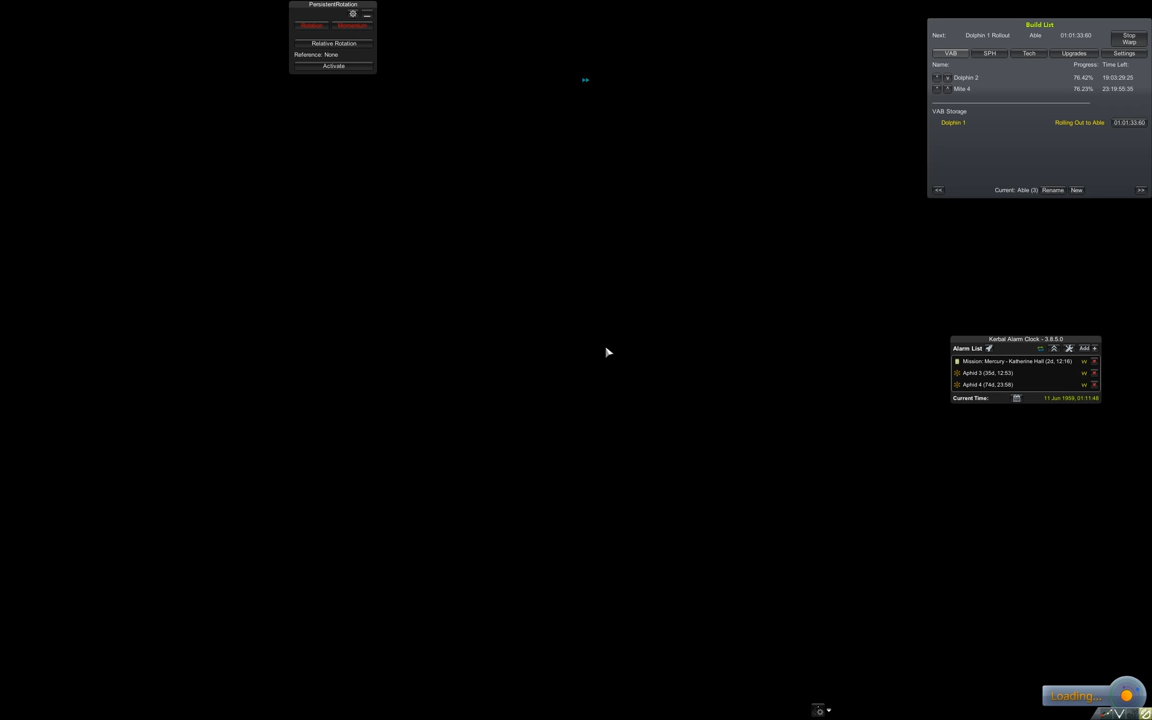 PersistentRotation
Rotation Momentum
Relative Rotation
Reference: None
Activate
Build List
Next: Dolphin 1 Rollout Able 01:01:33:60 Stop Warp
VAB SPH Tech Upgrades Settings
Name: Progress: Time Left:
Dolphin 2 76.42% 19:03:29:25
Mite 4 76.23% 23:19:55:35
VAB Storage
Dolphin 1 Rolling Out to Able 01:01:33:60
<< Current: Able (3) Rename New >>
Kerbal Alarm Clock - 3.8.5.0
Alarm List Add +
Mission: Mercury - Katherine Hall (2d, 12:16)
Aphid 3 (35d, 12:53)
Aphid 4 (74d, 23:58)
Current Time: 11 Jun 1959, 01:11:48
Loading...